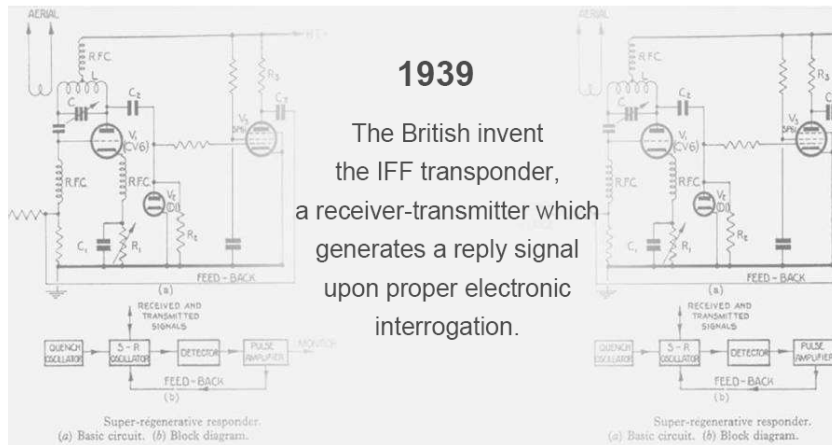 AERIAL
R.F.C.
L
C
C₂
R₃
C₃
V₁
(CV6)
V₃
SP61
R.F.C.
R.F.C.
V₂
(D1)
R₂
C₁
R₁
FEED-BACK
(a)
RECEIVED AND
TRANSMITTED
SIGNALS
QUENCH
OSCILLATOR
S-R
OSCILLATOR
DETECTOR
PULSE
AMPLIFIER
FEED-BACK
(b)
Super-regenerative responder.
(a) Basic circuit. (b) Block diagram.
1939
The British invent
the IFF transponder,
a receiver-transmitter which
generates a reply signal
upon proper electronic
interrogation.
AERIAL
R.F.C.
L
C
C₂
R₃
V₁
(CV6)
V₃
SP61
R.F.C.
R.F.C.
V₂
(D1)
R₂
C₁
R₁
FEED-BACK
(a)
RECEIVED AND
TRANSMITTED
SIGNALS
QUENCH
OSCILLATOR
S-R
OSCILLATOR
DETECTOR
PULSE
AMPLIFIER
FEED-BACK
(b)
Super-regenerative responder.
(a) Basic circuit. (b) Block diagram.